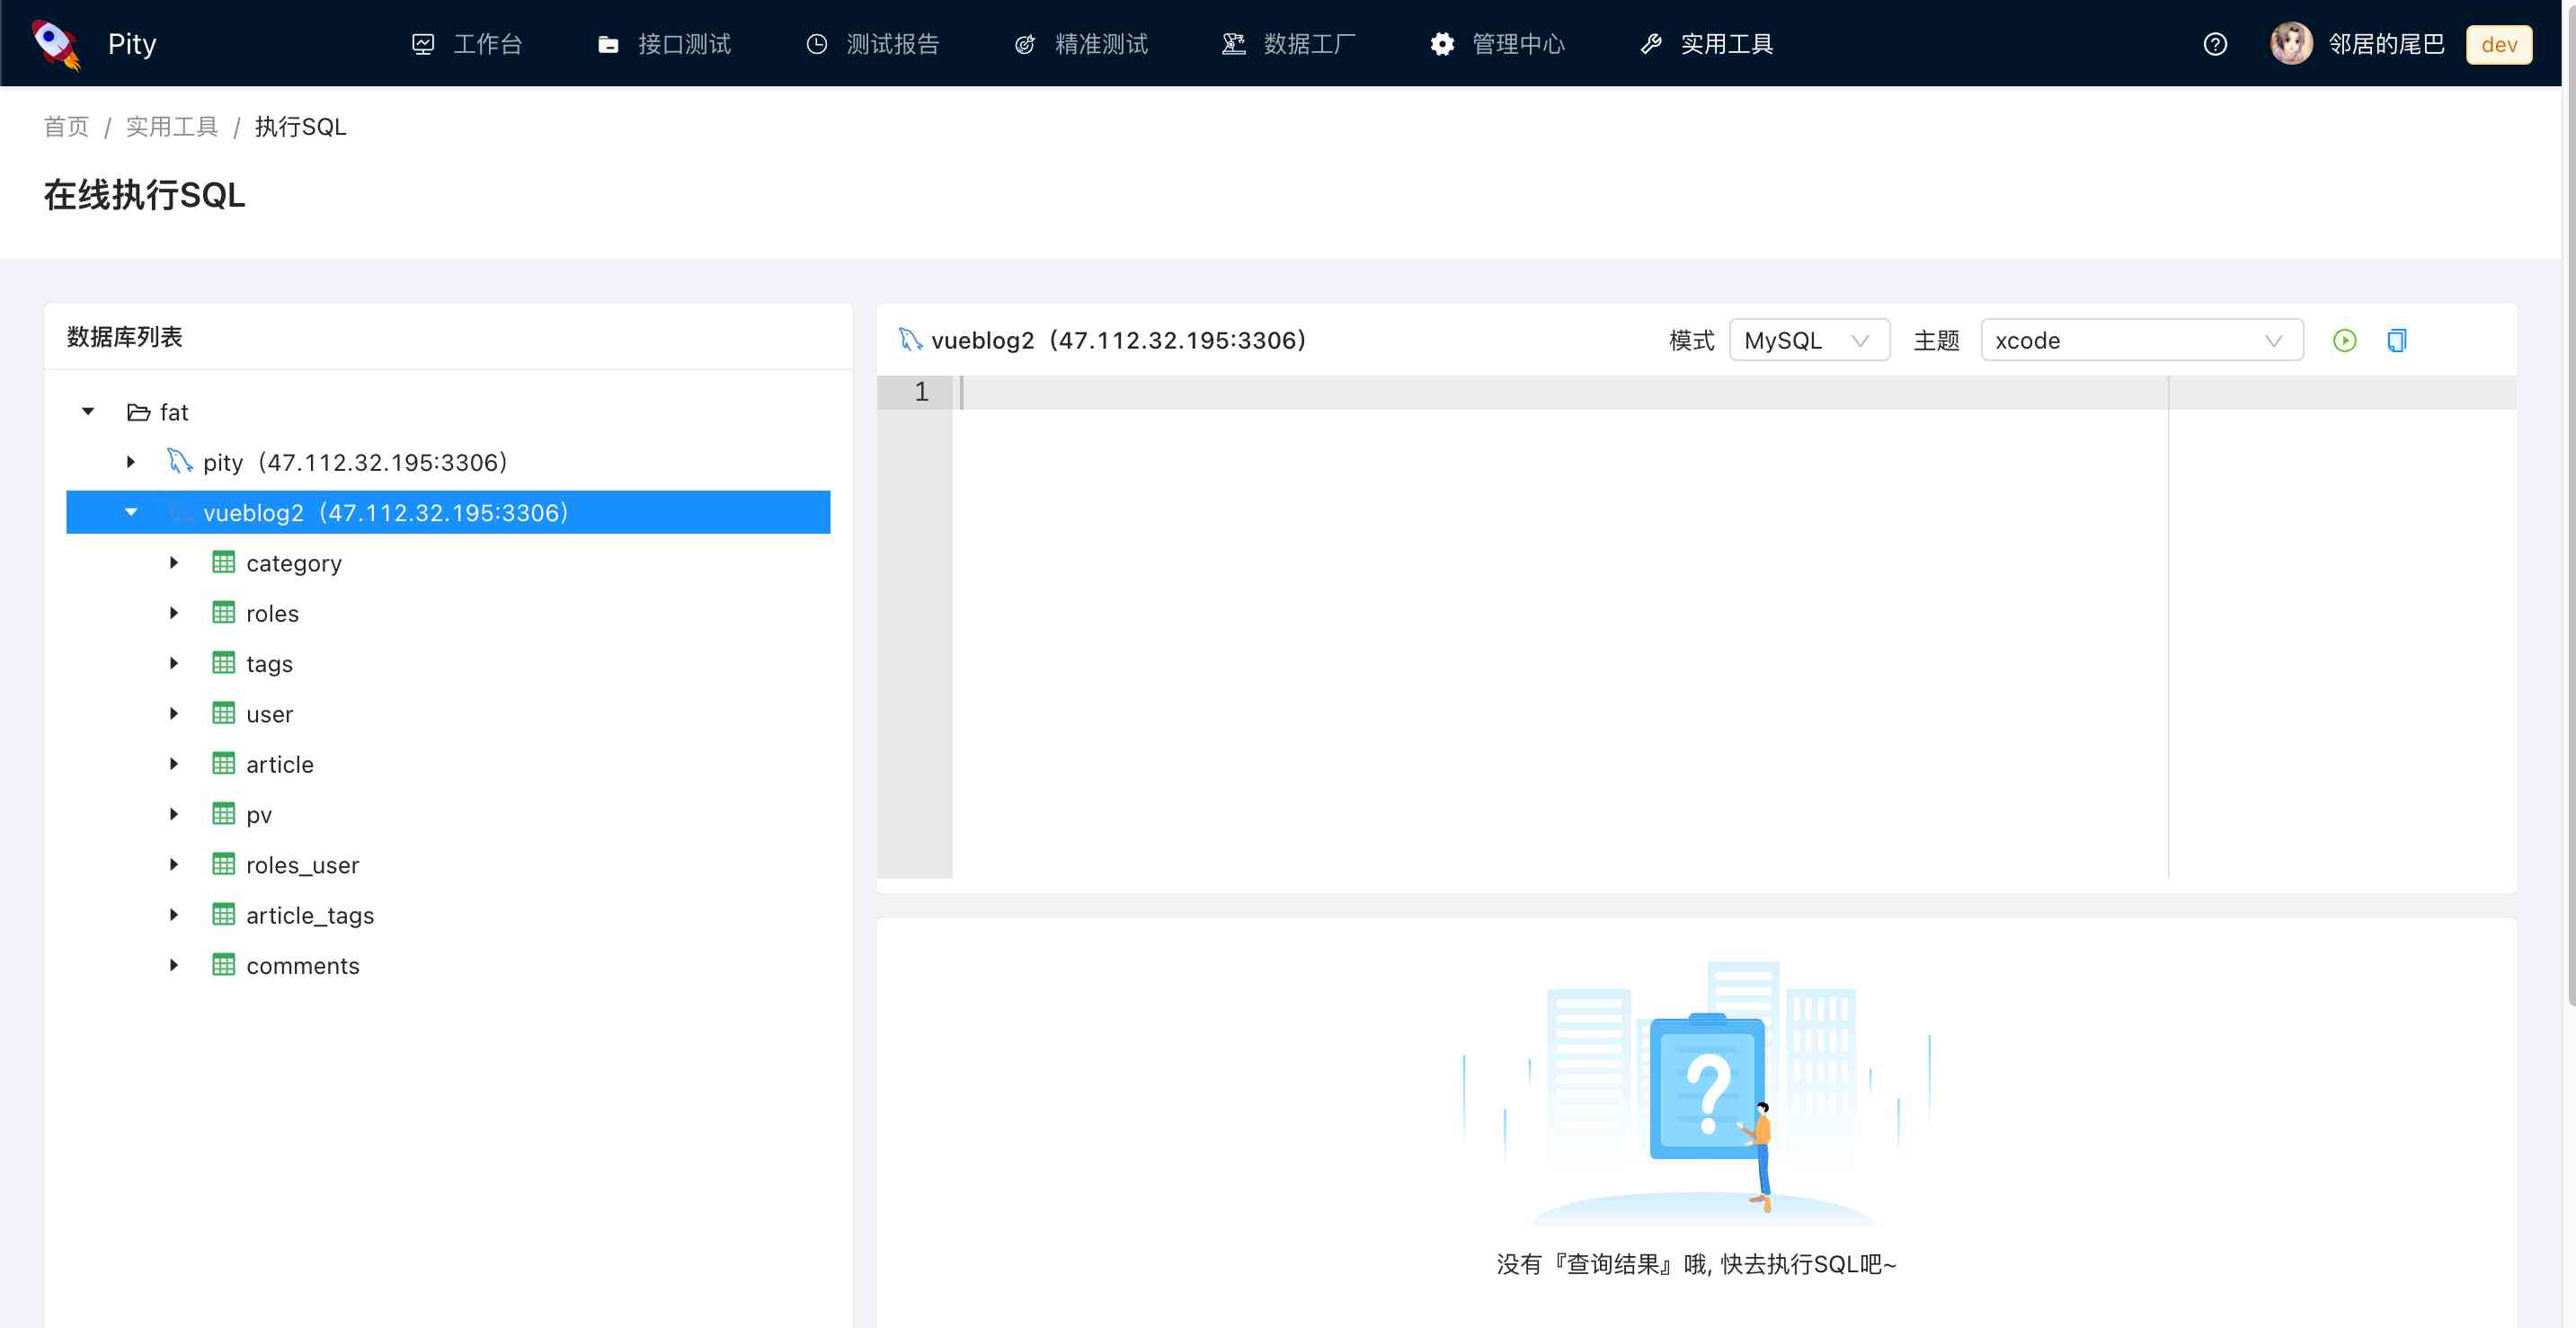 Pity 工作台 接口测试 测试报告 精准测试 数据工厂 管理中心 实用工具 邻居的尾巴 dev
首页 / 实用工具 / 执行SQL
在线执行SQL
数据库列表
fat
pity（47.112.32.195:3306）
vueblog2（47.112.32.195:3306）
category
roles
tags
user
article
pv
roles_user
article_tags
comments
vueblog2（47.112.32.195:3306） 模式 MySQL 主题 xcode
1
没有『查询结果』哦, 快去执行SQL吧~